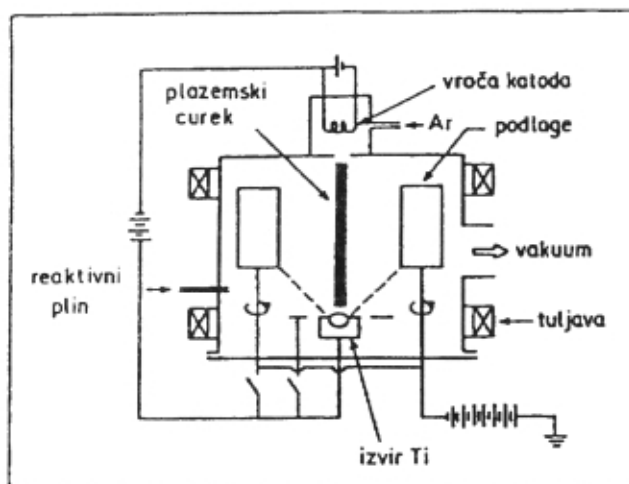 plazemski
curek
vroča katoda
Ar
podlage
vakuum
reaktivni
plin
tuljava
izvir Ti